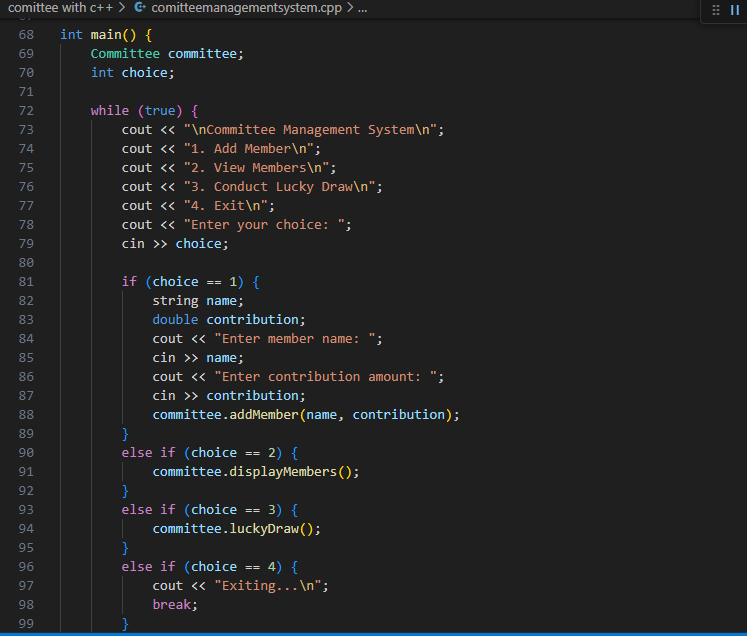 comittee with c++ > C++ comitteemanagementsystem.cpp > ...
68 int main() {
69     Committee committee;
70     int choice;
71
72     while (true) {
73         cout << "\nCommittee Management System\n";
74         cout << "1. Add Member\n";
75         cout << "2. View Members\n";
76         cout << "3. Conduct Lucky Draw\n";
77         cout << "4. Exit\n";
78         cout << "Enter your choice: ";
79         cin >> choice;
80
81         if (choice == 1) {
82             string name;
83             double contribution;
84             cout << "Enter member name: ";
85             cin >> name;
86             cout << "Enter contribution amount: ";
87             cin >> contribution;
88             committee.addMember(name, contribution);
89         }
90         else if (choice == 2) {
91             committee.displayMembers();
92         }
93         else if (choice == 3) {
94             committee.luckyDraw();
95         }
96         else if (choice == 4) {
97             cout << "Exiting...\n";
98             break;
99         }